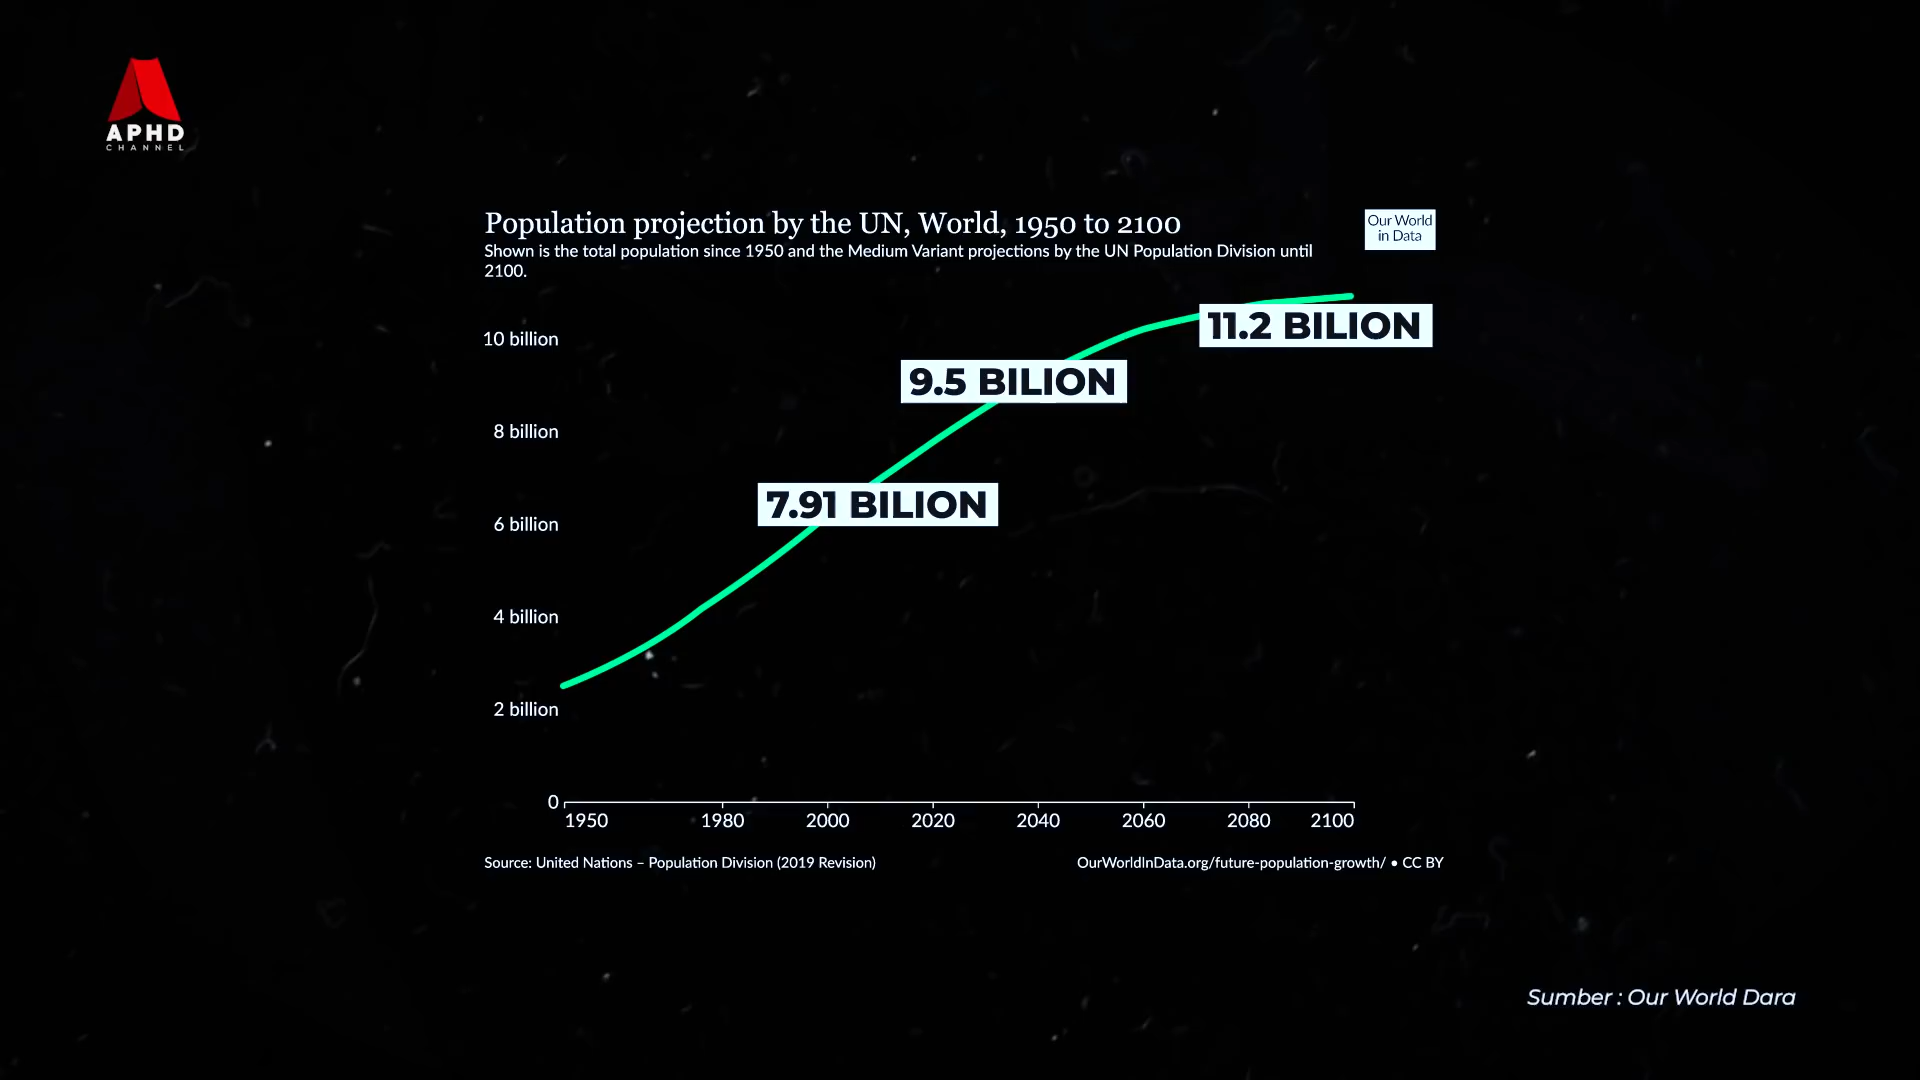 APHD
CHANNEL
Population projection by the UN, World, 1950 to 2100
Our World
in Data
Shown is the total population since 1950 and the Medium Variant projections by the UN Population Division until
2100.
11.2 BILION
10 billion
9.5 BILION
8 billion
7.91 BILION
6 billion
4 billion
2 billion
0
1950 1980 2000 2020 2040 2060 2080 2100
Source: United Nations – Population Division (2019 Revision)
OurWorldInData.org/future-population-growth/ • CC BY
Sumber : Our World Dara